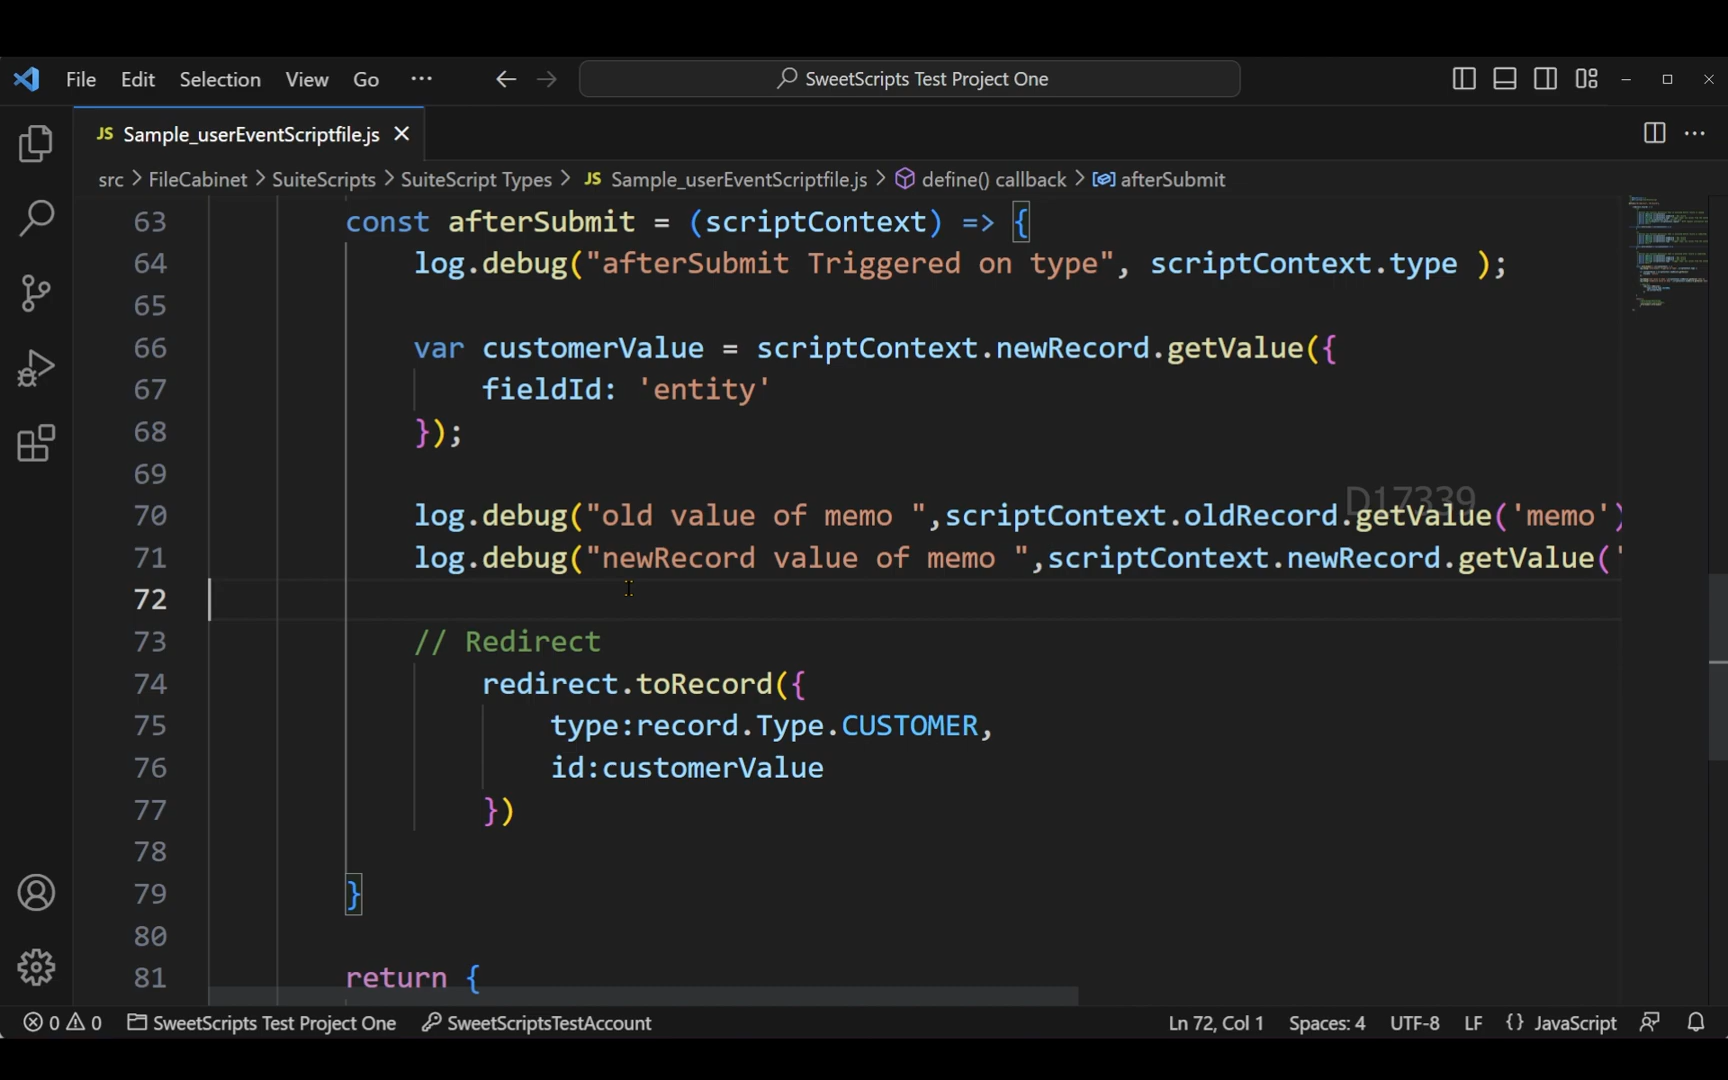 File Edit Selection View Go ··· SweetScripts Test Project One
JS Sample_userEventScriptfile.js
src > FileCabinet > SuiteScripts > SuiteScript Types > JS Sample_userEventScriptfile.js > define() callback > afterSubmit
63 const afterSubmit = (scriptContext) => {
64 log.debug("afterSubmit Triggered on type", scriptContext.type );
65
66 var customerValue = scriptContext.newRecord.getValue({
67 fieldId: 'entity'
68 });
69
D17339
70 log.debug("old value of memo ",scriptContext.oldRecord.getValue('memo')
71 log.debug("newRecord value of memo ",scriptContext.newRecord.getValue('
72
73 // Redirect
74 redirect.toRecord({
75 type:record.Type.CUSTOMER,
76 id:customerValue
77 })
78
79 }
80
81 return {
0 0 SweetScripts Test Project One SweetScriptsTestAccount Ln 72, Col 1 Spaces: 4 UTF-8 LF {} JavaScript